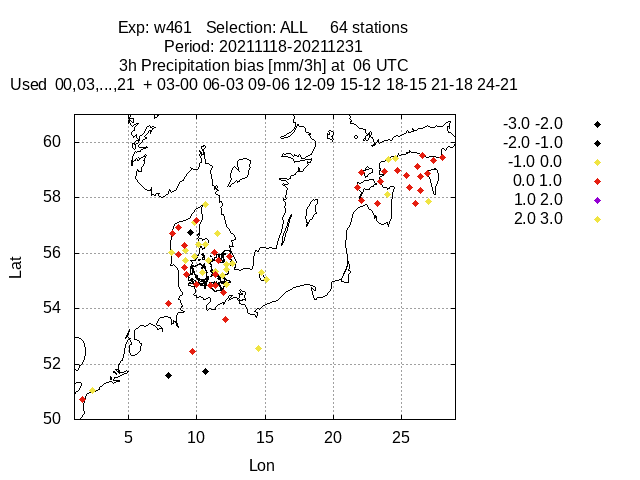 Exp: w461 Selection: ALL 64 stations
Period: 20211118-20211231
3h Precipitation bias [mm/3h] at 06 UTC
Used 00,03,...,21 + 03-00 06-03 09-06 12-09 15-12 18-15 21-18 24-21
-3.0 -2.0
-2.0 -1.0
-1.0 0.0
0.0 1.0
1.0 2.0
2.0 3.0
60
58
56
54
52
50
Lat
5 10 15 20 25
Lon